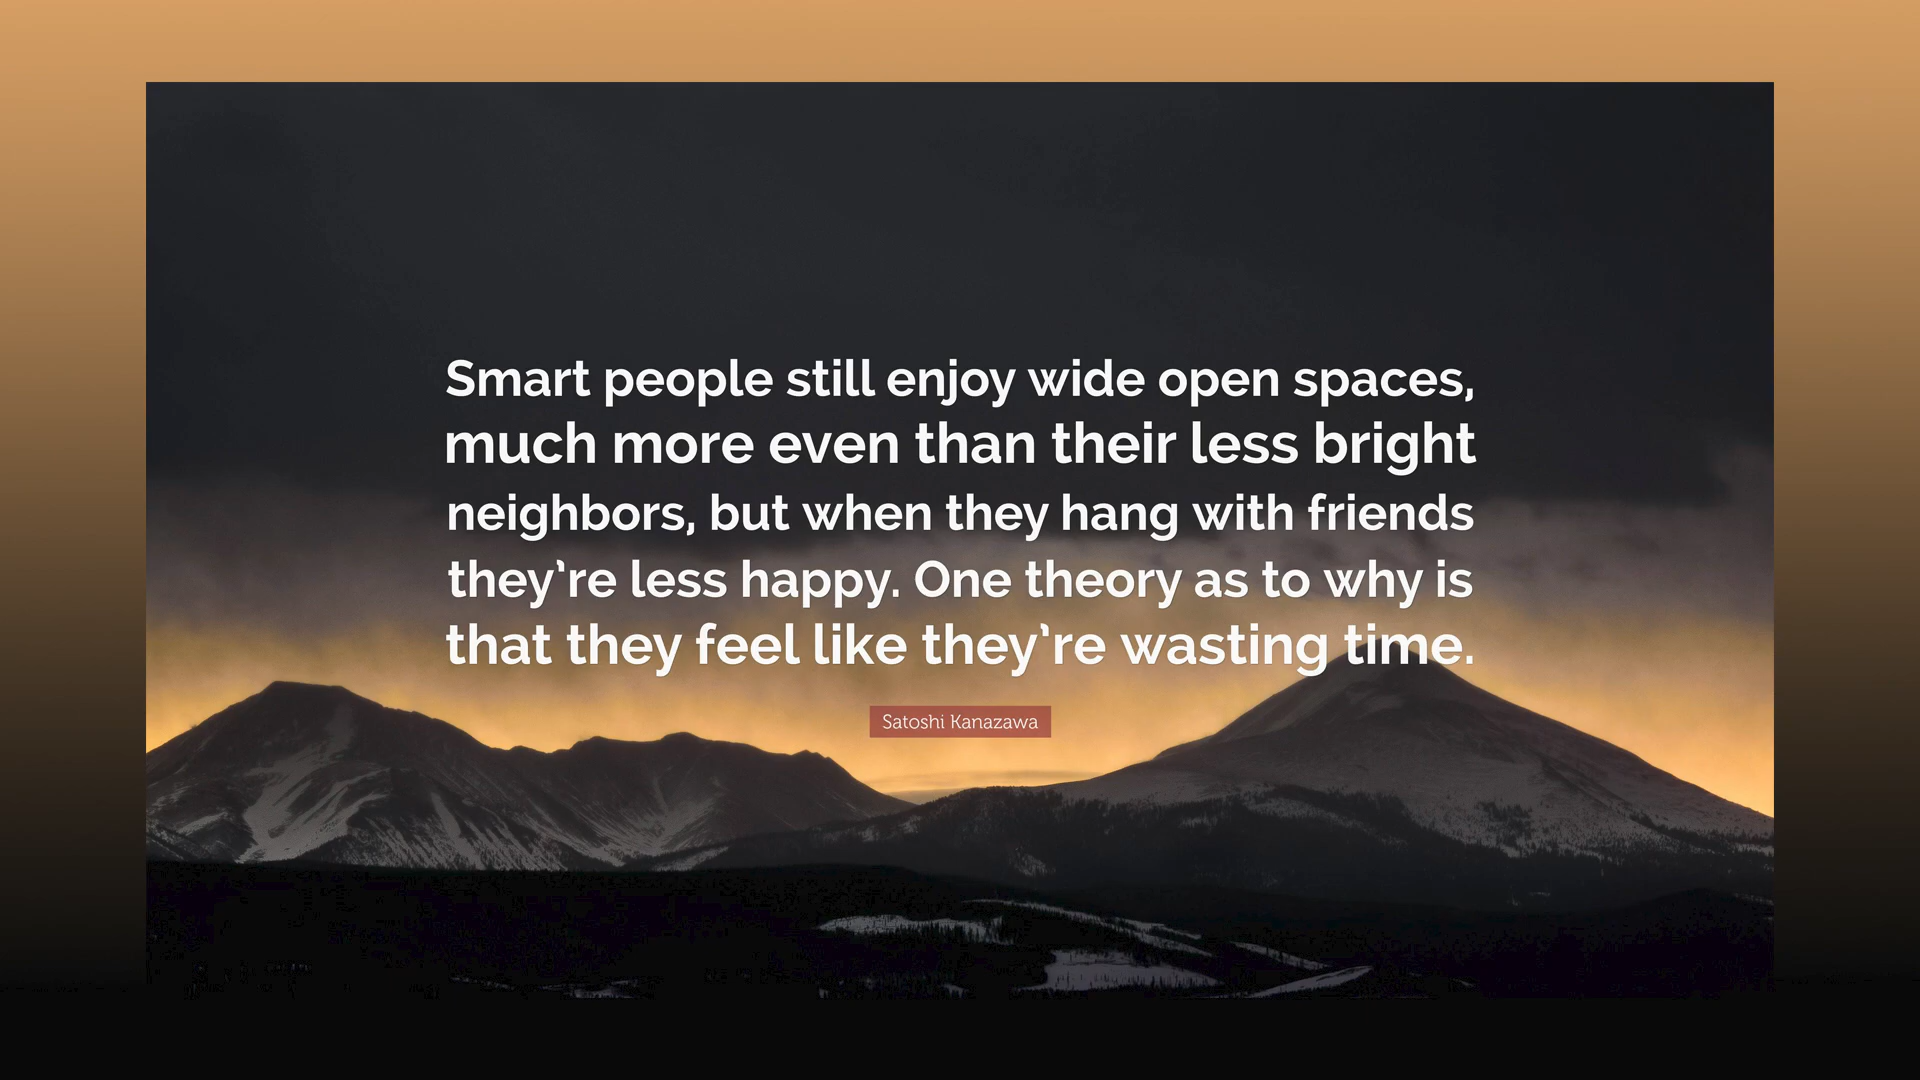 Smart people still enjoy wide open spaces,
much more even than their less bright
neighbors, but when they hang with friends
they’re less happy. One theory as to why is
that they feel like they’re wasting time.
Satoshi Kanazawa